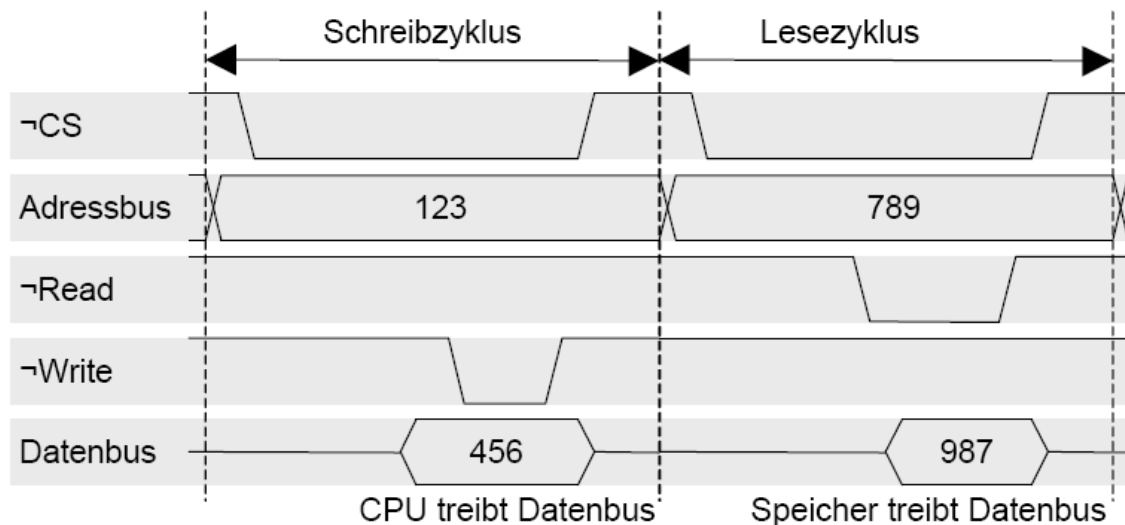 Schreibzyklus Lesezyklus
¬CS
Adressbus 123 789
¬Read
¬Write
Datenbus 456 987
CPU treibt Datenbus Speicher treibt Datenbus